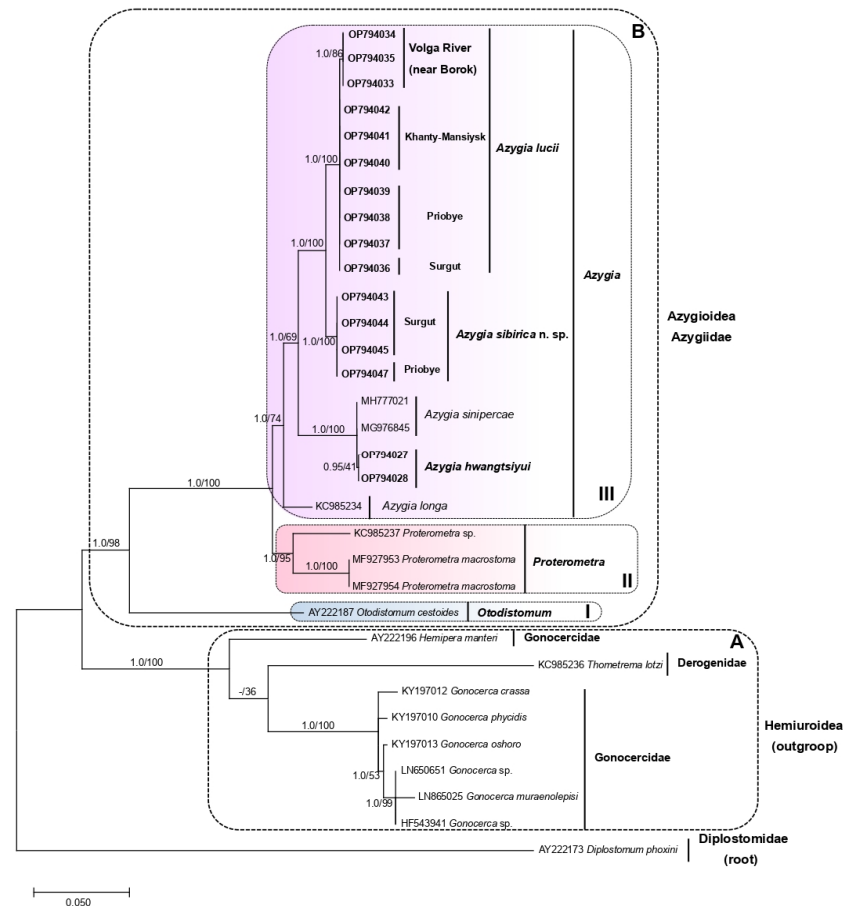 B
OP794034
1.0/86
OP794035
OP794033
Volga River
(near Borok)
OP794042
OP794041
Khanty-Mansiysk
Azygia lucii
1.0/100
OP794040
OP794039
OP794038
Priobye
1.0/100
OP794037
OP794036
Surgut
Azygia
OP794043
OP794044
Surgut
1.0/69
1.0/100
Azygia sibirica n. sp.
OP794045
OP794047
Priobye
Azygioidea
Azygiidae
MH777021
Azygia sinipercae
1.0/74
1.0/100
MG976845
OP794027
0.95/41
Azygia hwangtsiyui
OP794028
1.0/100
III
KC985234
Azygia longa
KC985237 Proterometra sp.
1.0/95
MF927953 Proterometra macrostoma
1.0/100
Proterometra
MF927954 Proterometra macrostoma
II
1.0/98
AY222187 Otodistomum cestoides
Otodistomum
I
A
AY222196 Hemipera manteri
Gonocercidae
1.0/100
KC985236 Thometrema lotzi
Derogenidae
-/36
KY197012 Gonocerca crassa
1.0/100
KY197010 Gonocerca phycidis
KY197013 Gonocerca oshoro
Hemiuroidea
(outgroop)
Gonocercidae
1.0/53
LN650651 Gonocerca sp.
1.0/99
LN865025 Gonocerca muraenolepisi
HF543941 Gonocerca sp.
AY222173 Diplostomum phoxini
Diplostomidae
(root)
0.050